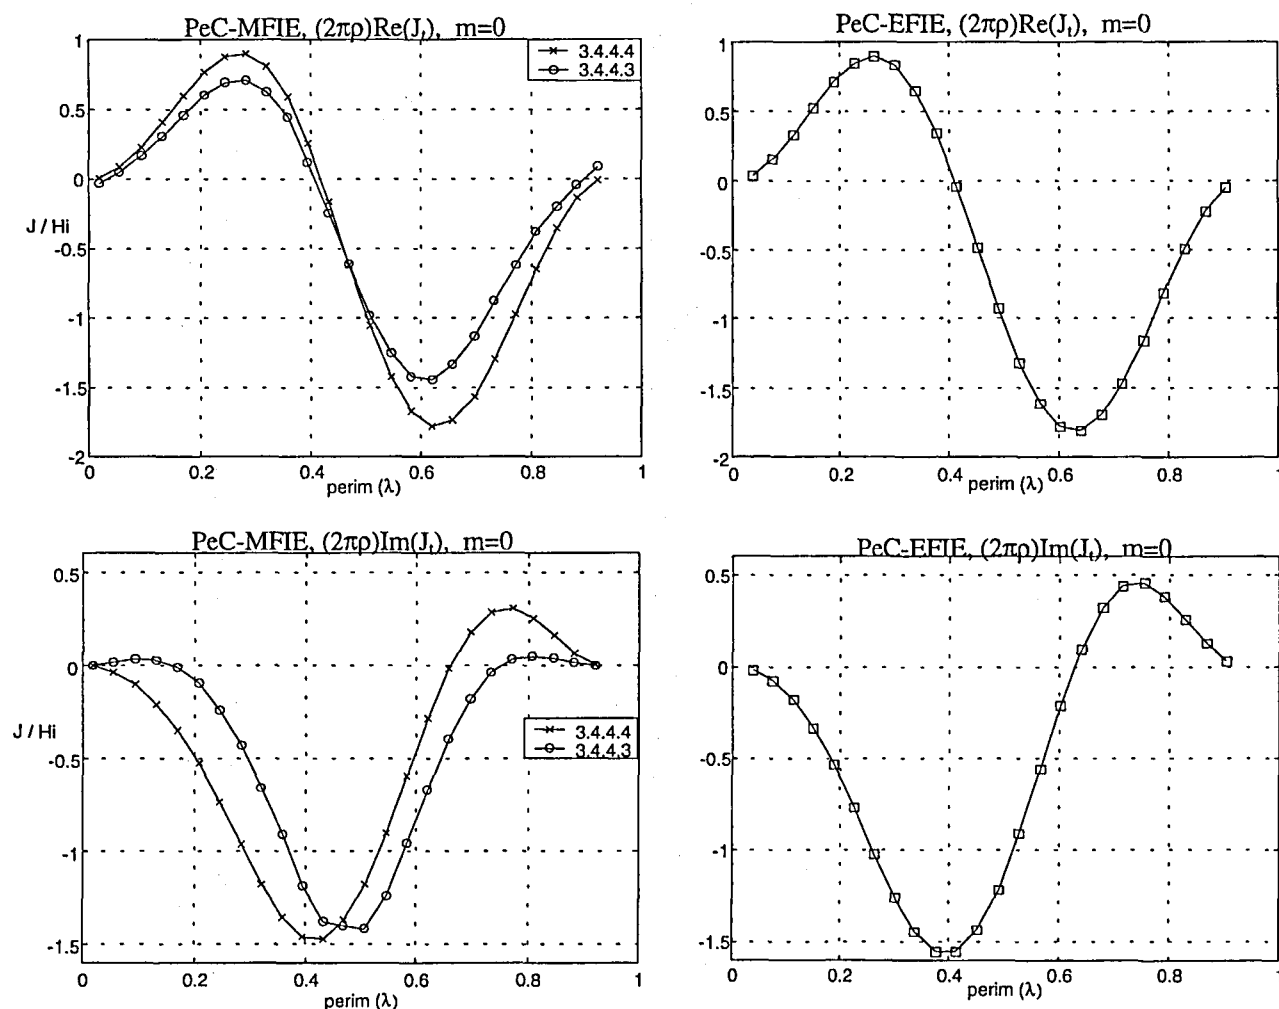 PeC-MFIE, (2πρ)Re(Jt), m=0
1
0.5
0
J / Hi
-0.5
-1
-1.5
-2
0 0.2 0.4 0.6 0.8 1
perim (λ)
3.4.4.4
3.4.4.3
PeC-EFIE, (2πρ)Re(Jt), m=0
1
0.5
0
-0.5
-1
-1.5
-2
0 0.2 0.4 0.6 0.8 1
perim (λ)
PeC-MFIE, (2πρ)Im(Jt), m=0
0.5
0
J / Hi
-0.5
-1
-1.5
0 0.2 0.4 0.6 0.8 1
perim (λ)
3.4.4.4
3.4.4.3
PeC-EFIE, (2πρ)Im(Jt), m=0
0.5
0
-0.5
-1
-1.5
0 0.2 0.4 0.6 0.8 1
perim (λ)